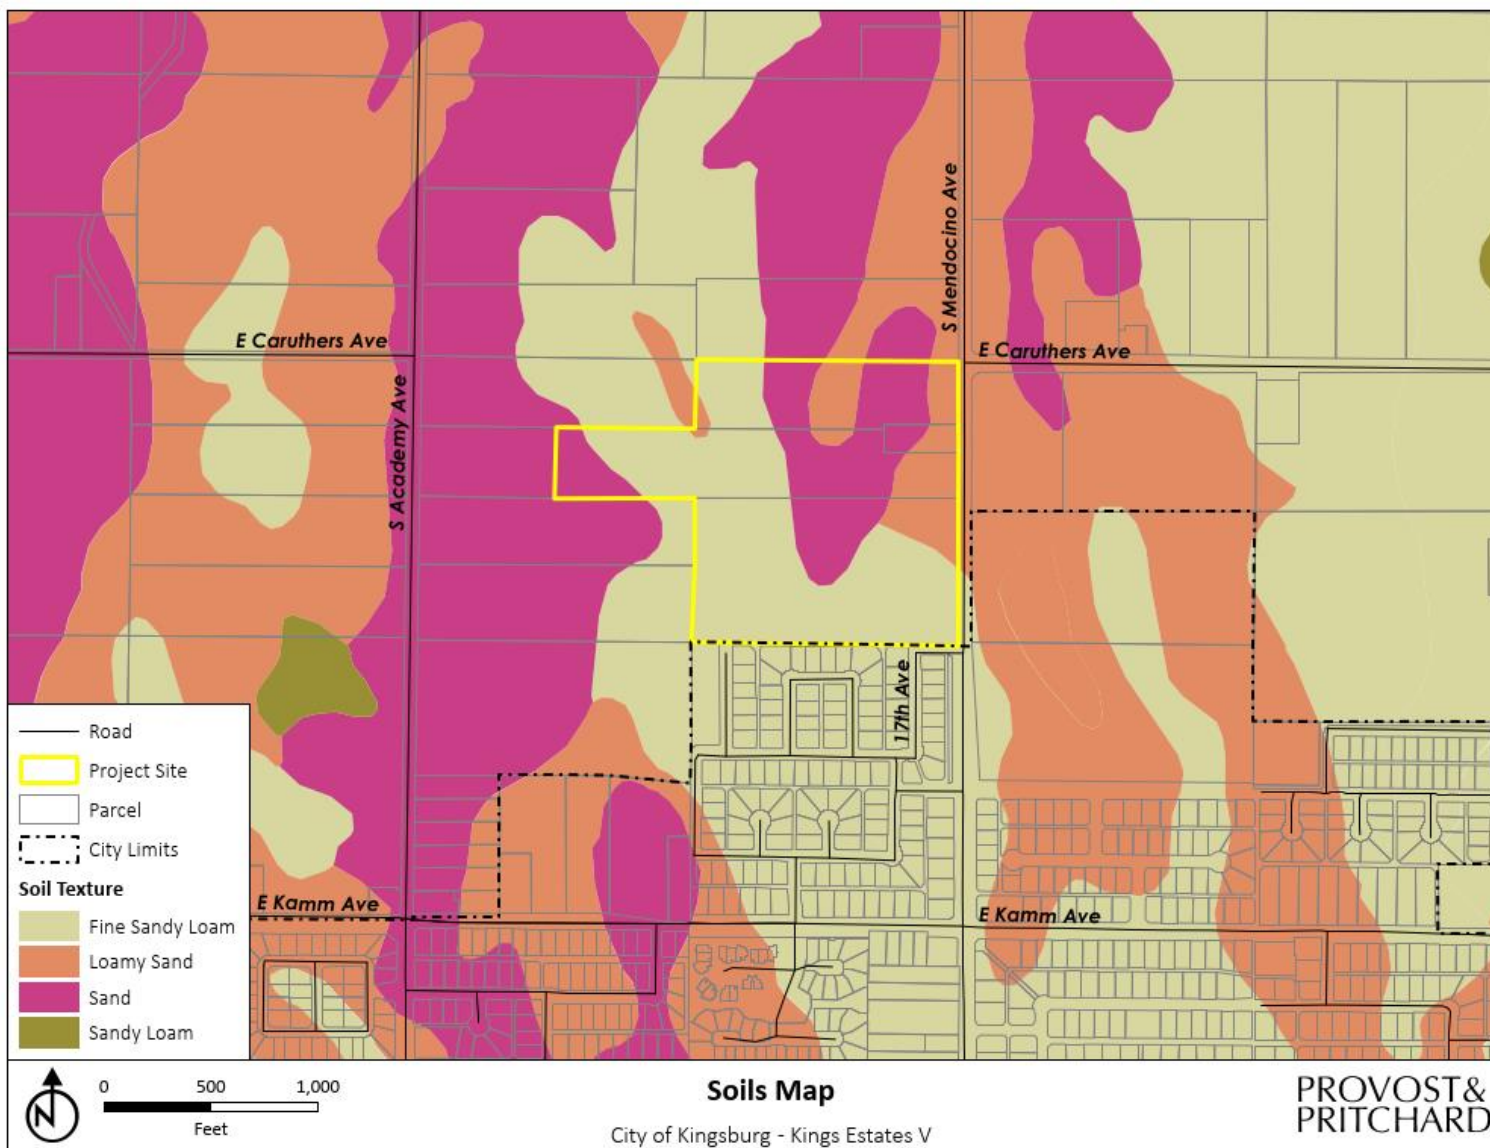 S Mendocino Ave
E Caruthers Ave
E Caruthers Ave
S Academy Ave
17th Ave
E Kamm Ave
E Kamm Ave
Road
Project Site
Parcel
City Limits
Soil Texture
Fine Sandy Loam
Loamy Sand
Sand
Sandy Loam
N
0 500 1,000
Feet
Soils Map
City of Kingsburg - Kings Estates V
PROVOST&
PRITCHARD